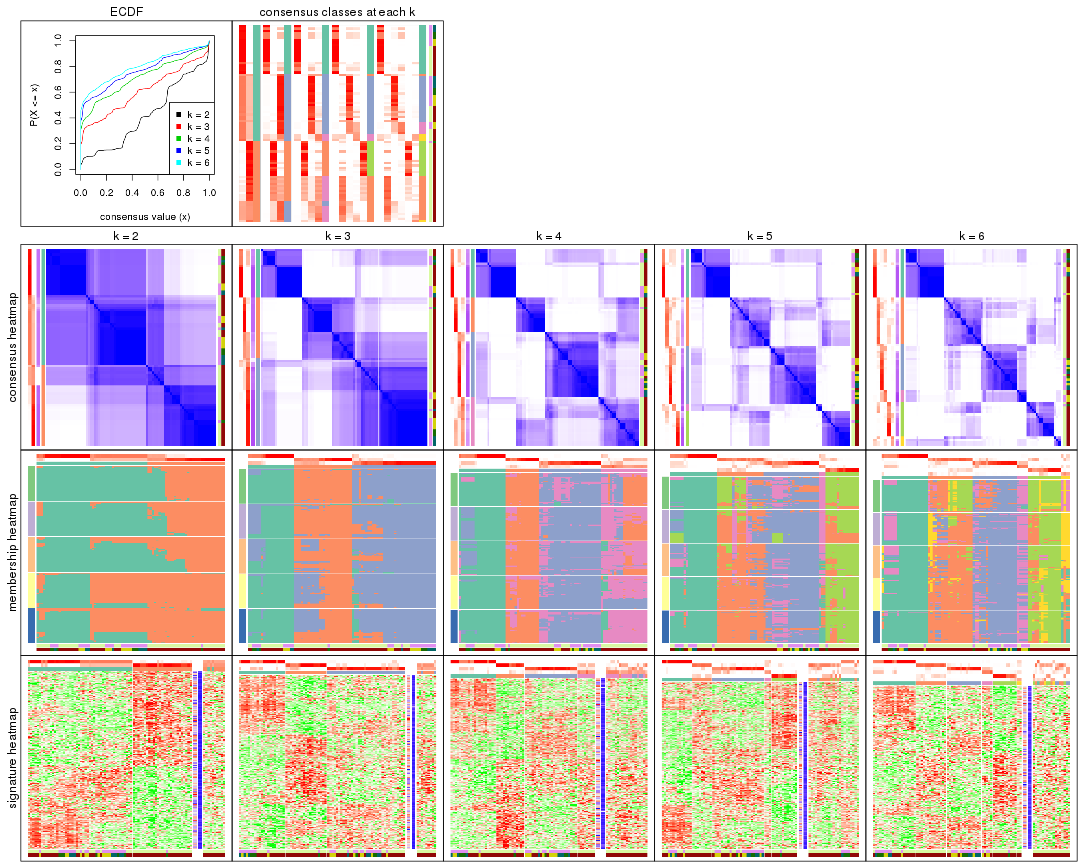 ECDF
consensus classes at each k
P(X <= x)
0.0 0.2 0.4 0.6 0.8 1.0
k = 2
k = 3
k = 4
k = 5
k = 6
0.0 0.2 0.4 0.6 0.8 1.0
consensus value (x)
k = 2 k = 3 k = 4 k = 5 k = 6
consensus heatmap
membership heatmap
signature heatmap